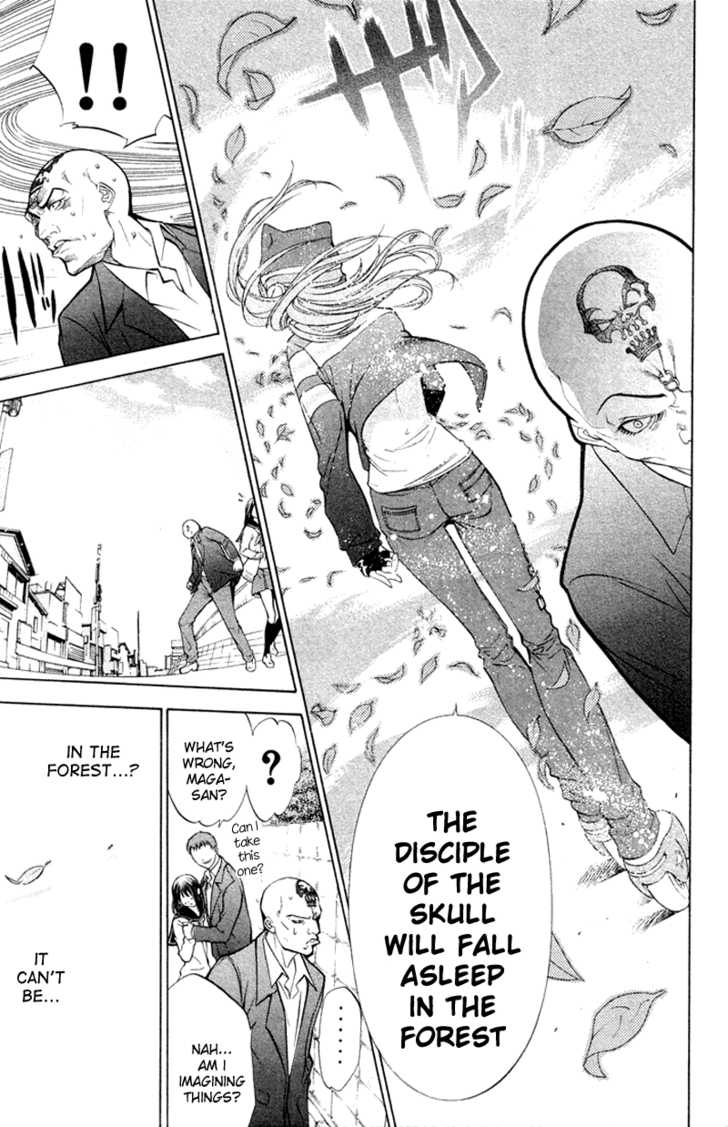 THE
DISCIPLE
OF THE
SKULL
WILL FALL
ASLEEP
IN THE
FOREST
!!
?
WHAT'S
WRONG,
MAGA-
SAN?
Can I
take
this
one?
......
NAH...
AM I
IMAGINING
THINGS?
IN THE
FOREST...?
IT
CAN'T
BE...